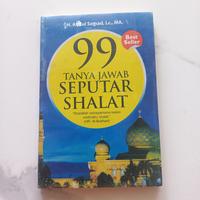 H. Abdul Somad, Lc., MA.
Best
Seller
99
TANYA JAWAB
SEPUTAR
SHALAT